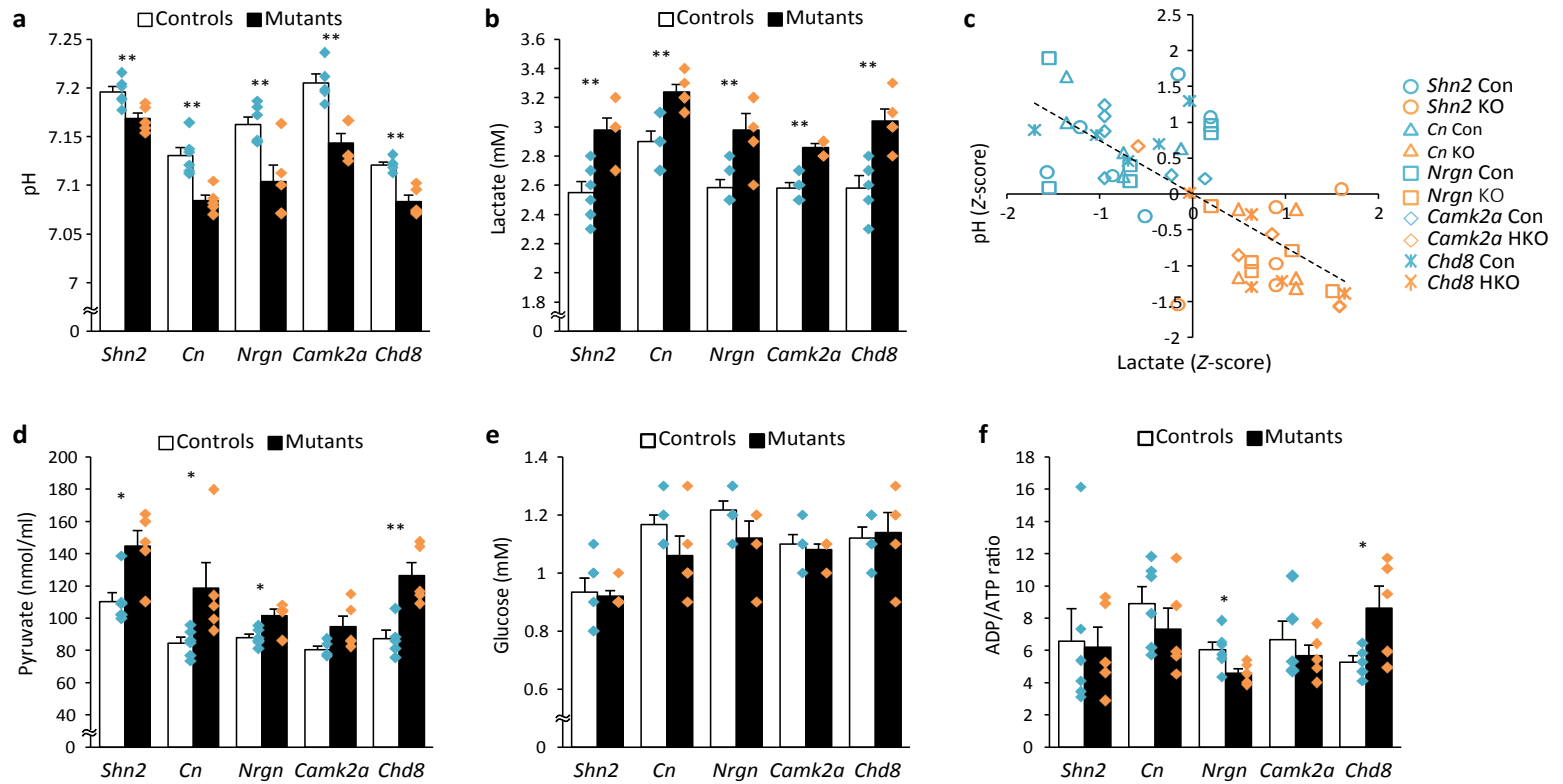 a
Controls Mutants
pH
7.25
7.2
7.15
7.1
7.05
7
0
** ** ** ** **
Shn2 Cn Nrgn Camk2a Chd8
b
Controls Mutants
Lactate (mM)
3.6
3.4
3.2
3
2.8
2.6
2.4
2.2
2
1.8
0
** ** ** ** **
Shn2 Cn Nrgn Camk2a Chd8
c
pH (Z-score)
2.5
2
1.5
1
0.5
0
-0.5
-1
-1.5
-2
-2 -1 0 1 2
Lactate (Z-score)
Shn2 Con
Shn2 KO
Cn Con
Cn KO
Nrgn Con
Nrgn KO
Camk2a Con
Camk2a HKO
Chd8 Con
Chd8 HKO
d
Controls Mutants
Pyruvate (nmol/ml)
200
180
160
140
120
100
80
60
40
0
* * * **
Shn2 Cn Nrgn Camk2a Chd8
e
Controls Mutants
Glucose (mM)
1.4
1.2
1
0.8
0.6
0
Shn2 Cn Nrgn Camk2a Chd8
f
Controls Mutants
ADP/ATP ratio
18
16
14
12
10
8
6
4
2
0
* *
Shn2 Cn Nrgn Camk2a Chd8